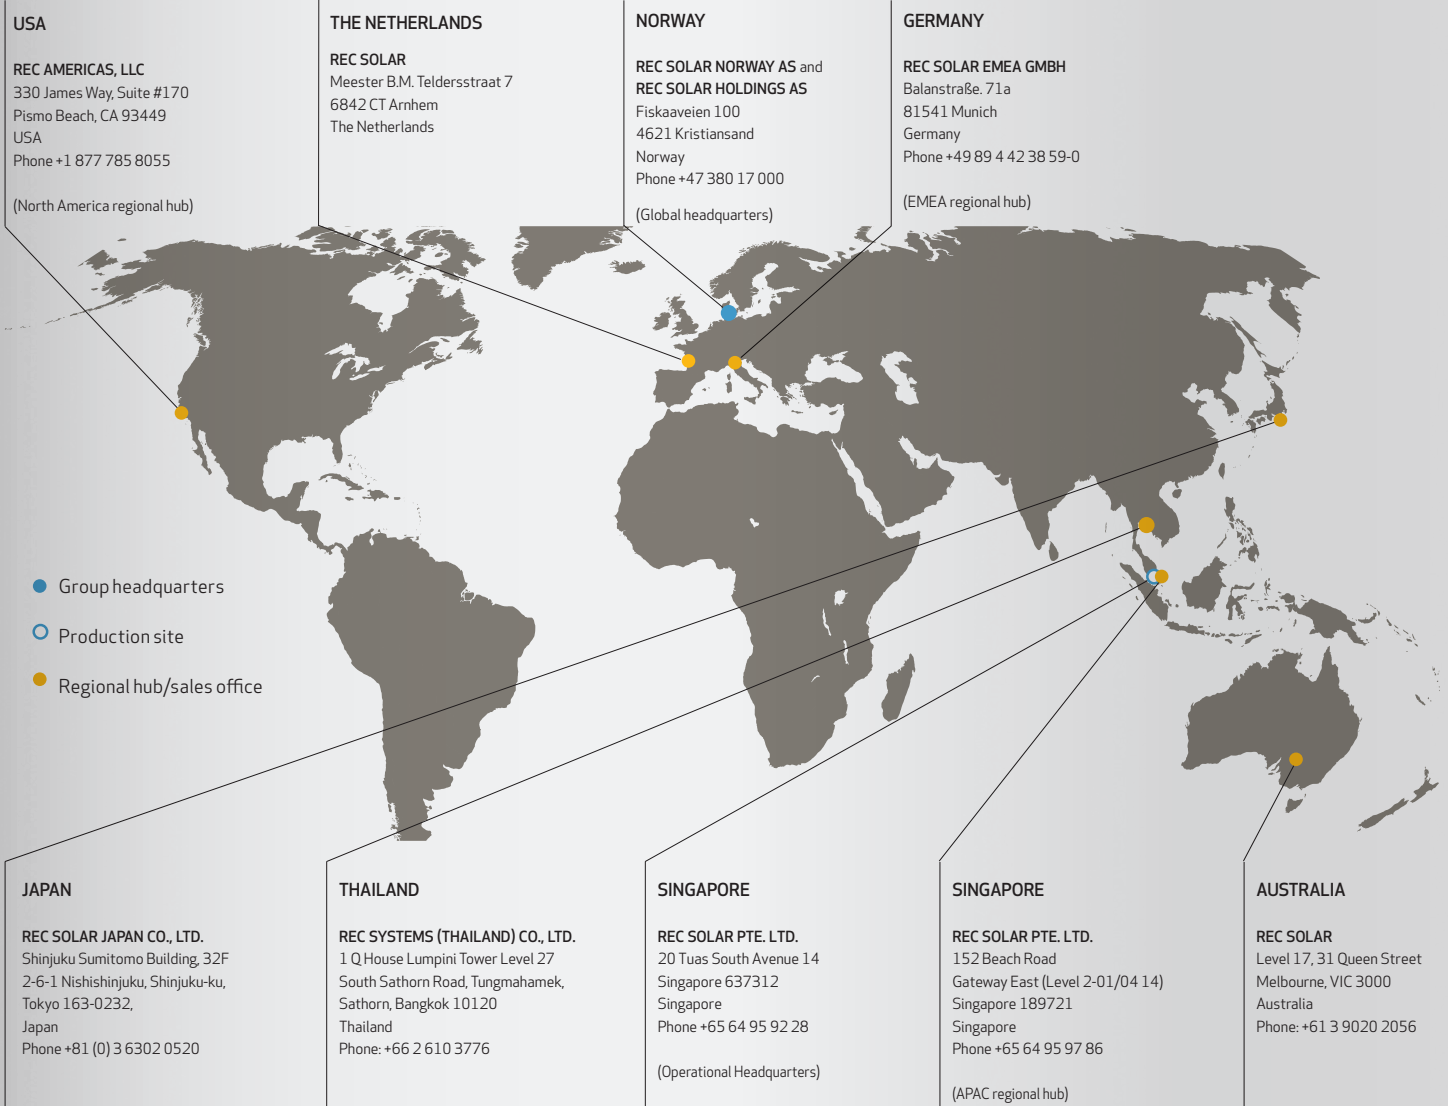 USA
REC AMERICAS, LLC
330 James Way, Suite #170
Pismo Beach, CA 93449
USA
Phone +1 877 785 8055
(North America regional hub)
THE NETHERLANDS
REC SOLAR
Meester B.M. Teldersstraat 7
6842 CT Arnhem
The Netherlands
NORWAY
REC SOLAR NORWAY AS and
REC SOLAR HOLDINGS AS
Fiskaaveien 100
4621 Kristiansand
Norway
Phone +47 380 17 000
(Global headquarters)
GERMANY
REC SOLAR EMEA GMBH
Balanstraße. 71a
81541 Munich
Germany
Phone +49 89 4 42 38 59-0
(EMEA regional hub)
Group headquarters
Production site
Regional hub/sales office
JAPAN
REC SOLAR JAPAN CO., LTD.
Shinjuku Sumitomo Building, 32F
2-6-1 Nishishinjuku, Shinjuku-ku,
Tokyo 163-0232,
Japan
Phone +81 (0) 3 6302 0520
THAILAND
REC SYSTEMS (THAILAND) CO., LTD.
1 Q House Lumpini Tower Level 27
South Sathorn Road, Tungmahamek,
Sathorn, Bangkok 10120
Thailand
Phone: +66 2 610 3776
SINGAPORE
REC SOLAR PTE. LTD.
20 Tuas South Avenue 14
Singapore 637312
Singapore
Phone +65 64 95 92 28
(Operational Headquarters)
SINGAPORE
REC SOLAR PTE. LTD.
152 Beach Road
Gateway East (Level 2-01/04 14)
Singapore 189721
Singapore
Phone +65 64 95 97 86
(APAC regional hub)
AUSTRALIA
REC SOLAR
Level 17, 31 Queen Street
Melbourne, VIC 3000
Australia
Phone: +61 3 9020 2056